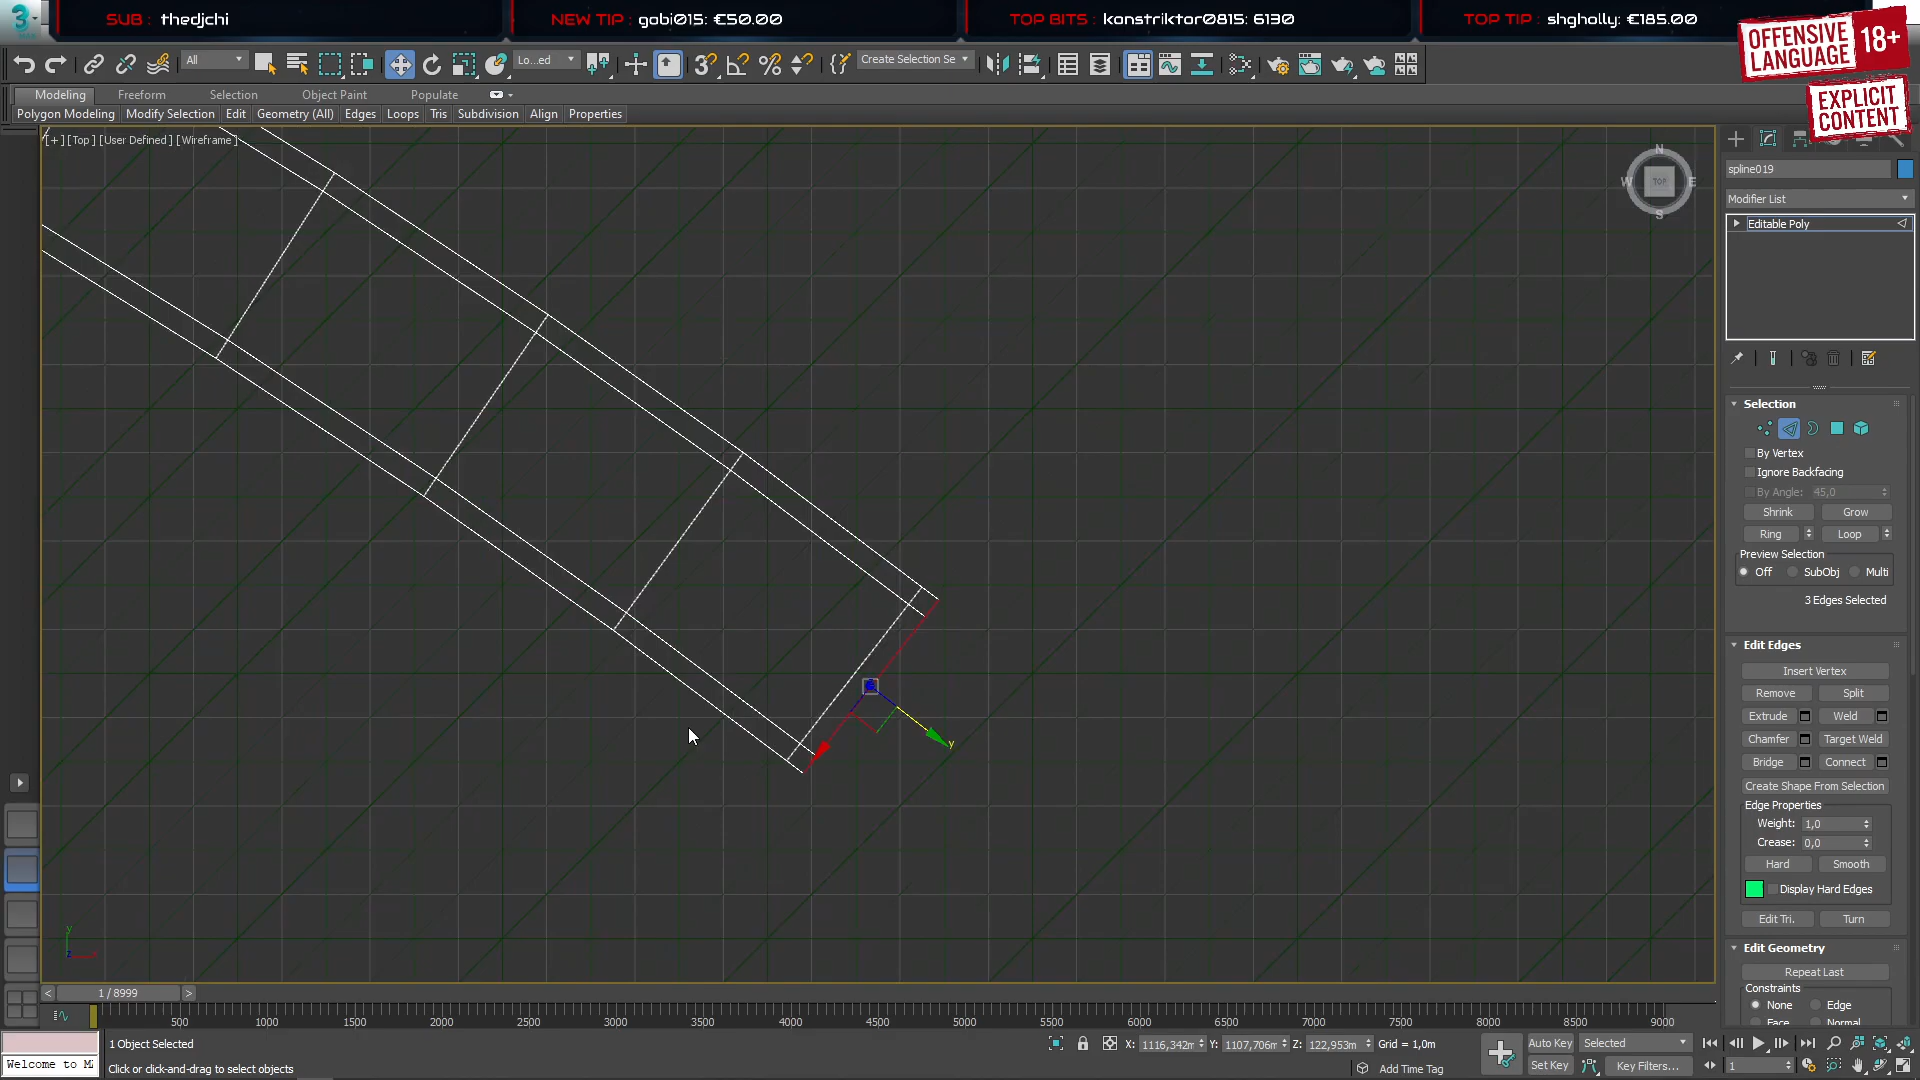 SUB : thedjchi
NEW TIP : gabi015: €50.00
TOP BITS : konstriktor0815: 6130
TOP TIP : shgholly: €185.00
OFFENSIVE LANGUAGE 18+
EXPLICIT CONTENT
All
Lo...ed
Create Selection Se
Modeling Freeform Selection Object Paint Populate
Polygon Modeling Modify Selection Edit Geometry (All) Edges Loops Tris Subdivision Align Properties
[+] [Top] [User Defined] [Wireframe]
N
W TOP E
S
spline019
Modifier List
Editable Poly
Selection
By Vertex
Ignore Backfacing
By Angle: 45,0
Shrink Grow
Ring Loop
Preview Selection
Off SubObj Multi
3 Edges Selected
Edit Edges
Insert Vertex
Remove Split
Extrude Weld
Chamfer Target Weld
Bridge Connect
Create Shape From Selection
Edge Properties
Weight: 1,0
Crease: 0,0
Hard Smooth
Display Hard Edges
Edit Tri. Turn
Edit Geometry
Repeat Last
Constraints
None Edge
Face Normal
y
y
z
< 1 / 8999 >
500 1000 1500 2000 2500 3000 3500 4000 4500 5000 5500 6000 6500 7000 7500 8000 8500 9000
1 Object Selected
X: 1116,342m Y: 1107,706m Z: 122,953m Grid = 1,0m
Auto Key Selected
Welcome to M
Click or click-and-drag to select objects
Add Time Tag
Set Key Key Filters... 1